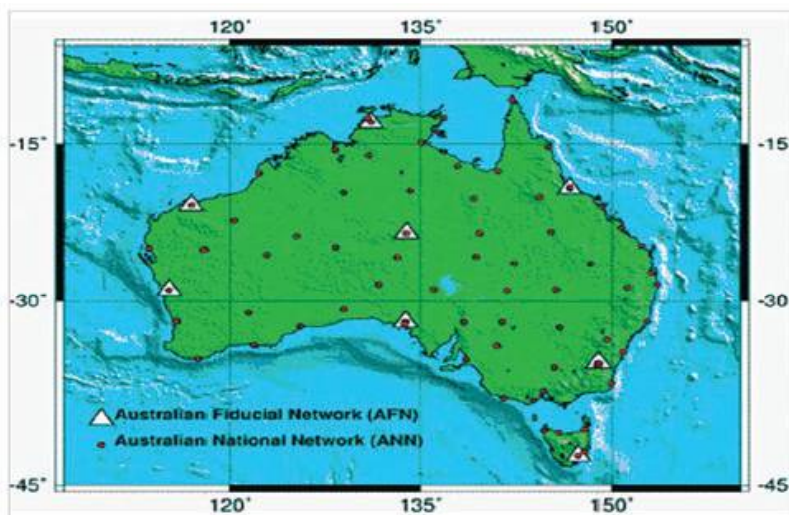 120° 135° 150°
-15° -15°
-30° -30°
Australian Fiducial Network (AFN)
Australian National Network (ANN)
-45° -45°
120° 135° 150°